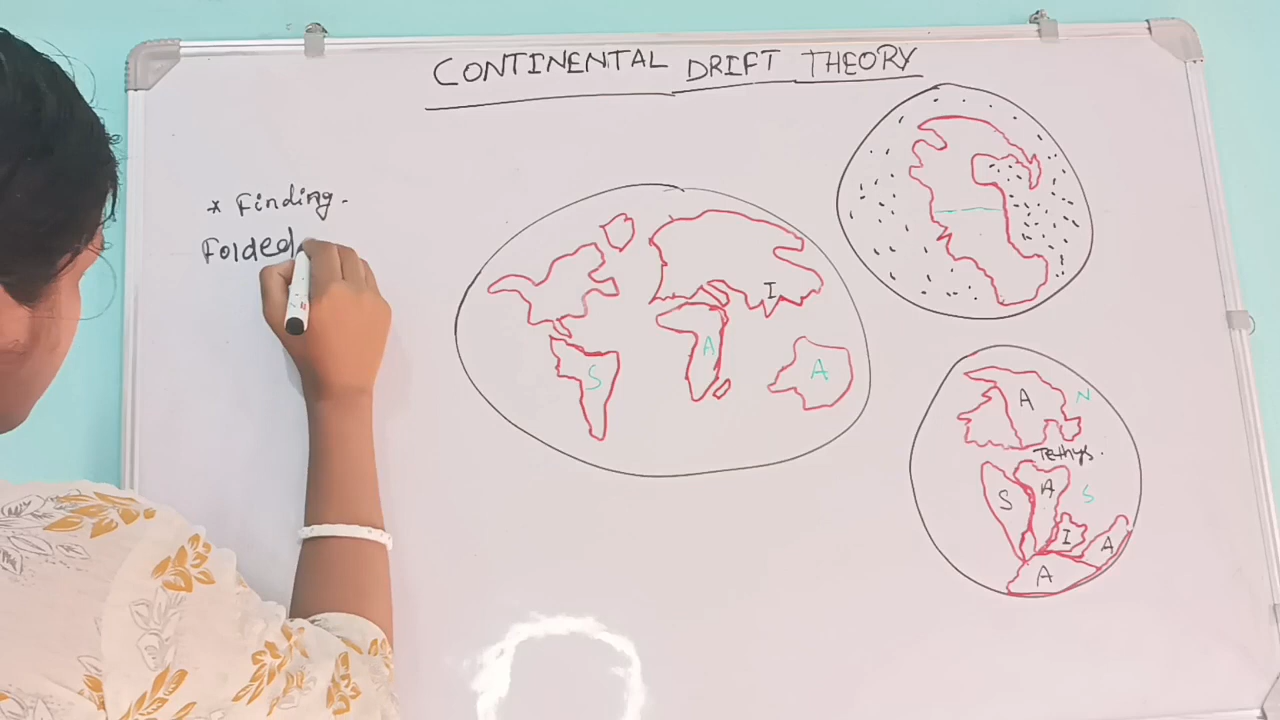 CONTINENTAL DRIFT THEORY
* Finding.
Folded
I
A
S
A
A
N
Tethys.
S
A
S
I
A
A